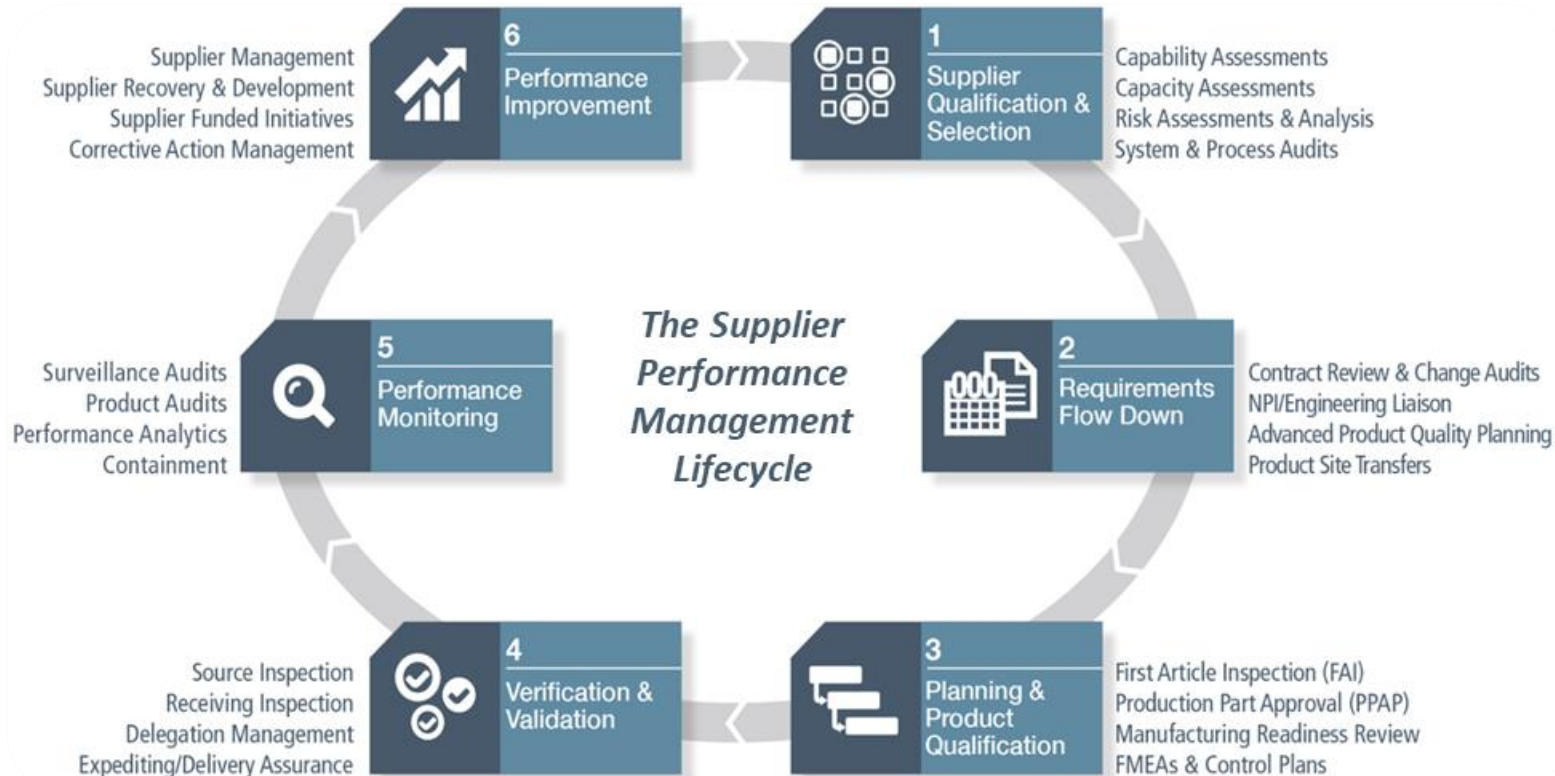 The Supplier
Performance
Management
Lifecycle
1
Supplier
Qualification &
Selection
Capability Assessments
Capacity Assessments
Risk Assessments & Analysis
System & Process Audits
2
Requirements
Flow Down
Contract Review & Change Audits
NPI/Engineering Liaison
Advanced Product Quality Planning
Product Site Transfers
3
Planning &
Product
Qualification
First Article Inspection (FAI)
Production Part Approval (PPAP)
Manufacturing Readiness Review
FMEAs & Control Plans
4
Verification &
Validation
Source Inspection
Receiving Inspection
Delegation Management
Expediting/Delivery Assurance
5
Performance
Monitoring
Surveillance Audits
Product Audits
Performance Analytics
Containment
6
Performance
Improvement
Supplier Management
Supplier Recovery & Development
Supplier Funded Initiatives
Corrective Action Management